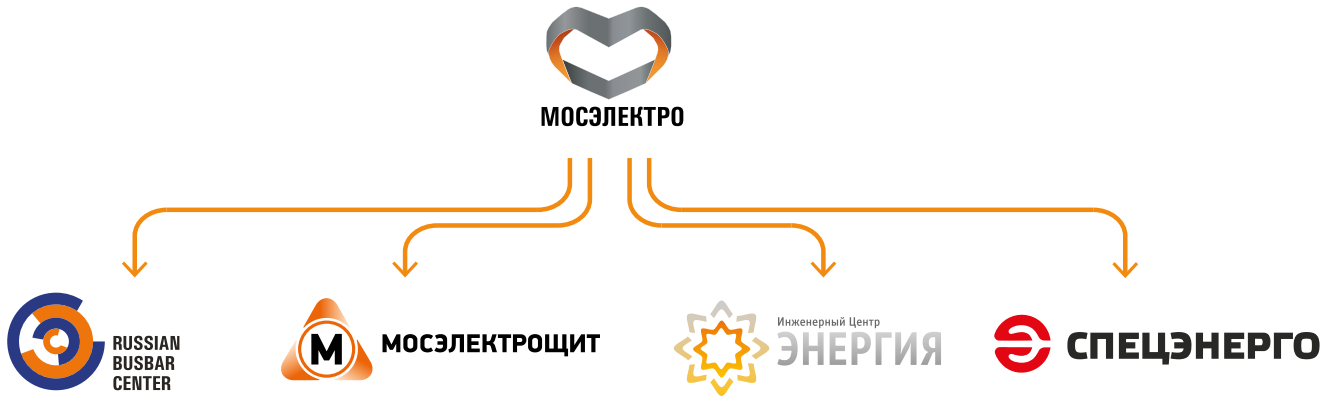 МОСЭЛЕКТРО
RUSSIAN
BUSBAR
CENTER
М
МОСЭЛЕКТРОЩИТ
Инженерный Центр
ЭНЕРГИЯ
СПЕЦЭНЕРГО